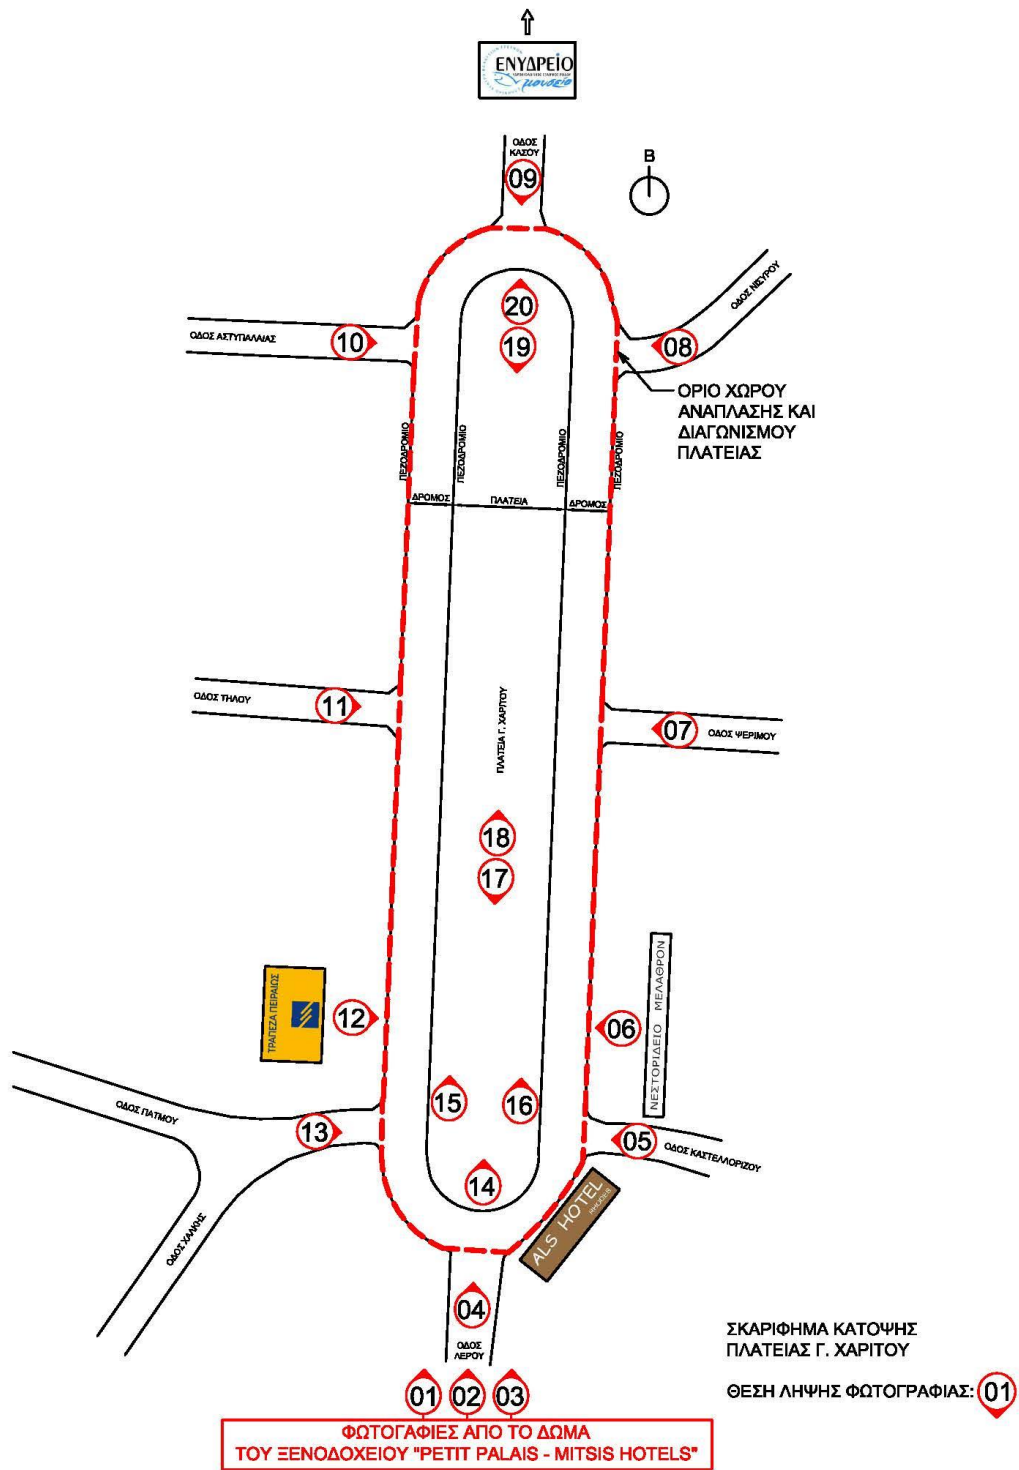 ΕΝΥΔΡΕΙΟ
μουσείο
ΟΔΟΣ
ΚΑΣΟΥ
09
Β
ΟΔΟΣ ΝΙΣΥΡΟΥ
20
ΟΔΟΣ ΑΣΤΥΠΑΛΑΙΑΣ
10
19
08
ΟΡΙΟ ΧΩΡΟΥ
ΑΝΑΠΛΑΣΗΣ ΚΑΙ
ΔΙΑΓΩΝΙΣΜΟΥ
ΠΛΑΤΕΙΑΣ
ΠΕΖΟΔΡΟΜΙΟ
ΠΕΖΟΔΡΟΜΙΟ
ΠΕΖΟΔΡΟΜΙΟ
ΠΕΖΟΔΡΟΜΙΟ
ΔΡΟΜΟΣ
ΠΛΑΤΕΙΑ
ΔΡΟΜΟΣ
ΟΔΟΣ ΤΗΛΟΥ
11
ΠΛΑΤΕΙΑ Γ. ΧΑΡΙΤΟΥ
07
ΟΔΟΣ ΨΕΡΙΜΟΥ
18
17
ΤΡΑΠΕΖΑ ΠΕΙΡΑΙΩΣ
12
06
ΝΕΣΤΟΡΙΔΕΙΟ ΜΕΛΑΘΡΟΝ
15
16
ΟΔΟΣ ΠΑΤΜΟΥ
13
05
ΟΔΟΣ ΚΑΣΤΕΛΛΟΡΙΖΟΥ
14
ALS HOTEL
ΟΔΟΣ ΧΑΛΚΗΣ
04
ΟΔΟΣ
ΛΕΡΟΥ
01
02
03
ΦΩΤΟΓΑΦΙΕΣ ΑΠΟ ΤΟ ΔΩΜΑ
ΤΟΥ ΞΕΝΟΔΟΧΕΙΟΥ "PETIT PALAIS - MITSIS HOTELS"
ΣΚΑΡΙΦΗΜΑ ΚΑΤΟΨΗΣ
ΠΛΑΤΕΙΑΣ Γ. ΧΑΡΙΤΟΥ
ΘΕΣΗ ΛΗΨΗΣ ΦΩΤΟΓΡΑΦΙΑΣ: 01